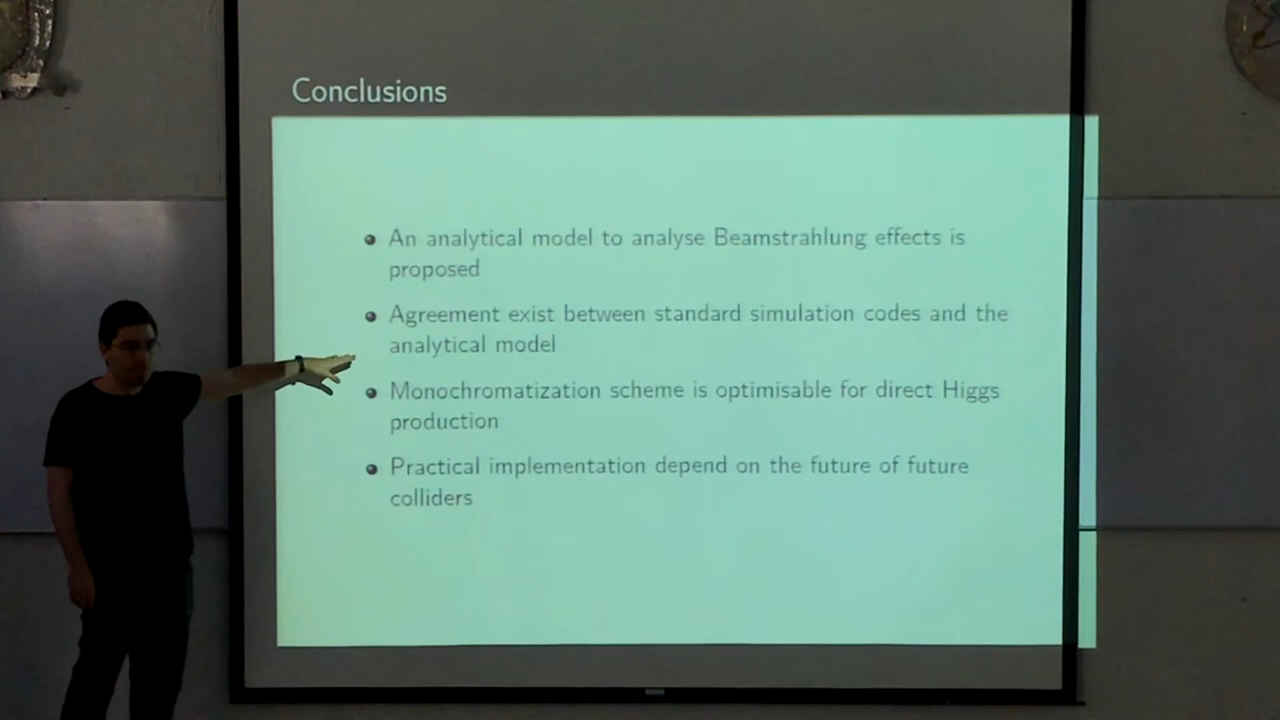 Conclusions
An analytical model to analyse Beamstrahlung effects is
proposed
Agreement exist between standard simulation codes and the
analytical model
Monochromatization scheme is optimisable for direct Higgs
production
Practical implementation depend on the future of future
colliders